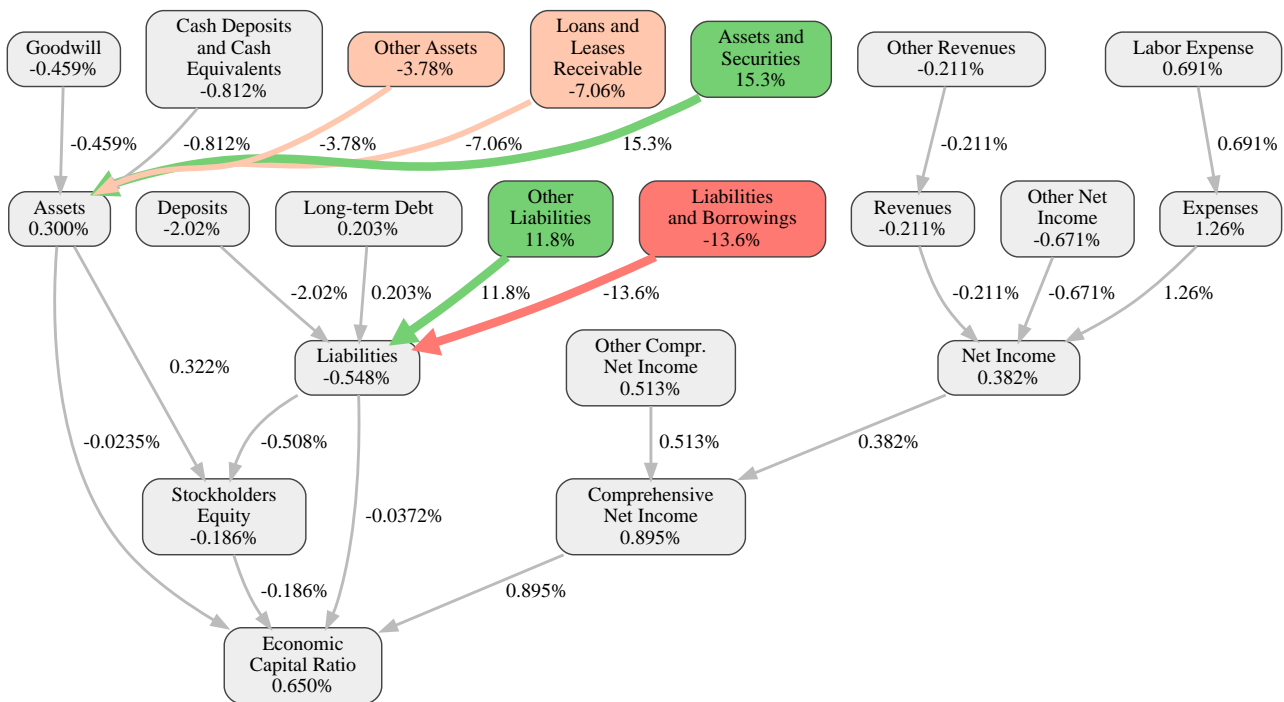 Goodwill
-0.459%
Cash Deposits
and Cash
Equivalents
-0.812%
Other Assets
-3.78%
Loans and
Leases
Receivable
-7.06%
Assets and
Securities
15.3%
Other Revenues
-0.211%
Labor Expense
0.691%
-0.459%
-0.812%
-3.78%
-7.06%
15.3%
-0.211%
0.691%
Assets
0.300%
Deposits
-2.02%
Long-term Debt
0.203%
Other
Liabilities
11.8%
Liabilities
and Borrowings
-13.6%
Revenues
-0.211%
Other Net
Income
-0.671%
Expenses
1.26%
-2.02%
0.203%
11.8%
-13.6%
-0.211%
-0.671%
1.26%
Liabilities
-0.548%
Other Compr.
Net Income
0.513%
Net Income
0.382%
0.322%
-0.0235%
-0.508%
0.513%
0.382%
Stockholders
Equity
-0.186%
-0.0372%
Comprehensive
Net Income
0.895%
-0.186%
0.895%
Economic
Capital Ratio
0.650%